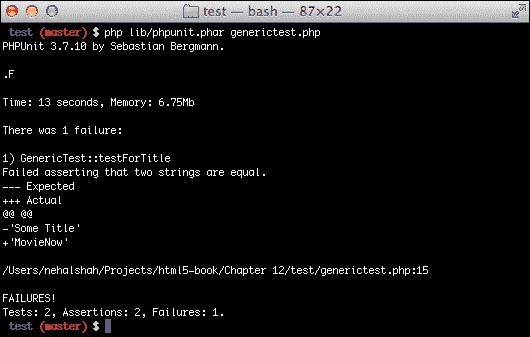 test — bash — 87×22
test (master) $ php lib/phpunit.phar generictest.php
PHPUnit 3.7.10 by Sebastian Bergmann.
.F
Time: 13 seconds, Memory: 6.75Mb
There was 1 failure:
1) GenericTest::testForTitle
Failed asserting that two strings are equal.
--- Expected
+++ Actual
@@ @@
-'Some Title'
+'MovieNow'
/Users/nehalshah/Projects/html5-book/Chapter 12/test/generictest.php:15
FAILURES!
Tests: 2, Assertions: 2, Failures: 1.
test (master) $